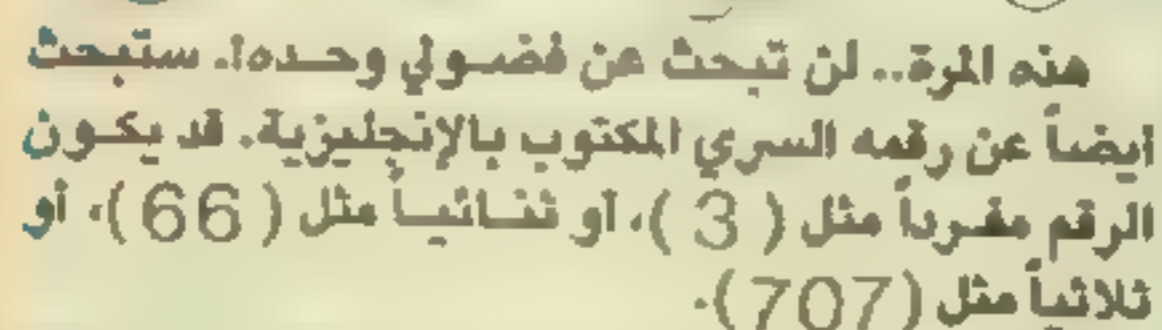 هذه المرة.. لن تبحث عن فضولي وحده!. ستبحث
ايضاً عن رقمه السري المكتوب بالإنجليزية. قد يكون
الرقم مفرداً مثل ( 3 )، أو ثنائياً مثل ( 66 )، أو
ثلاثياً مثل (707).